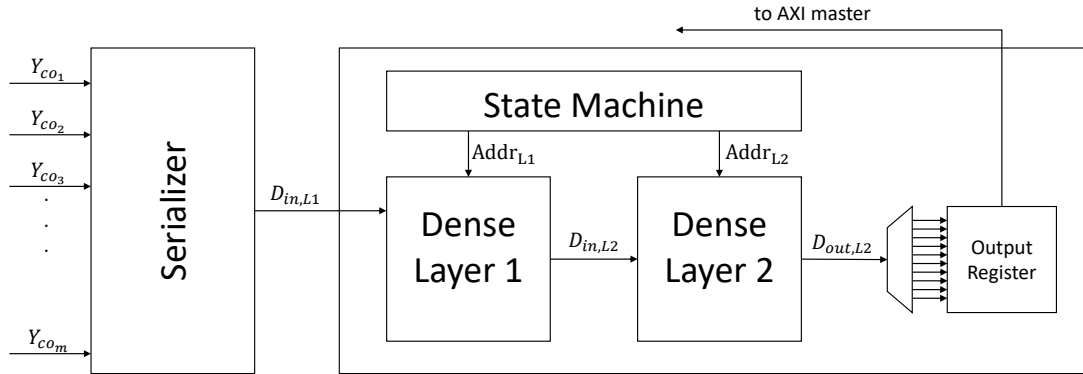 to AXI master
Y_{co_1}
Y_{co_2}
Y_{co_3}
.
.
.
Y_{co_m}
Serializer
D_{in,L1}
State Machine
Addr_{L1}
Addr_{L2}
Dense
Layer 1
D_{in,L2}
Dense
Layer 2
D_{out,L2}
Output
Register